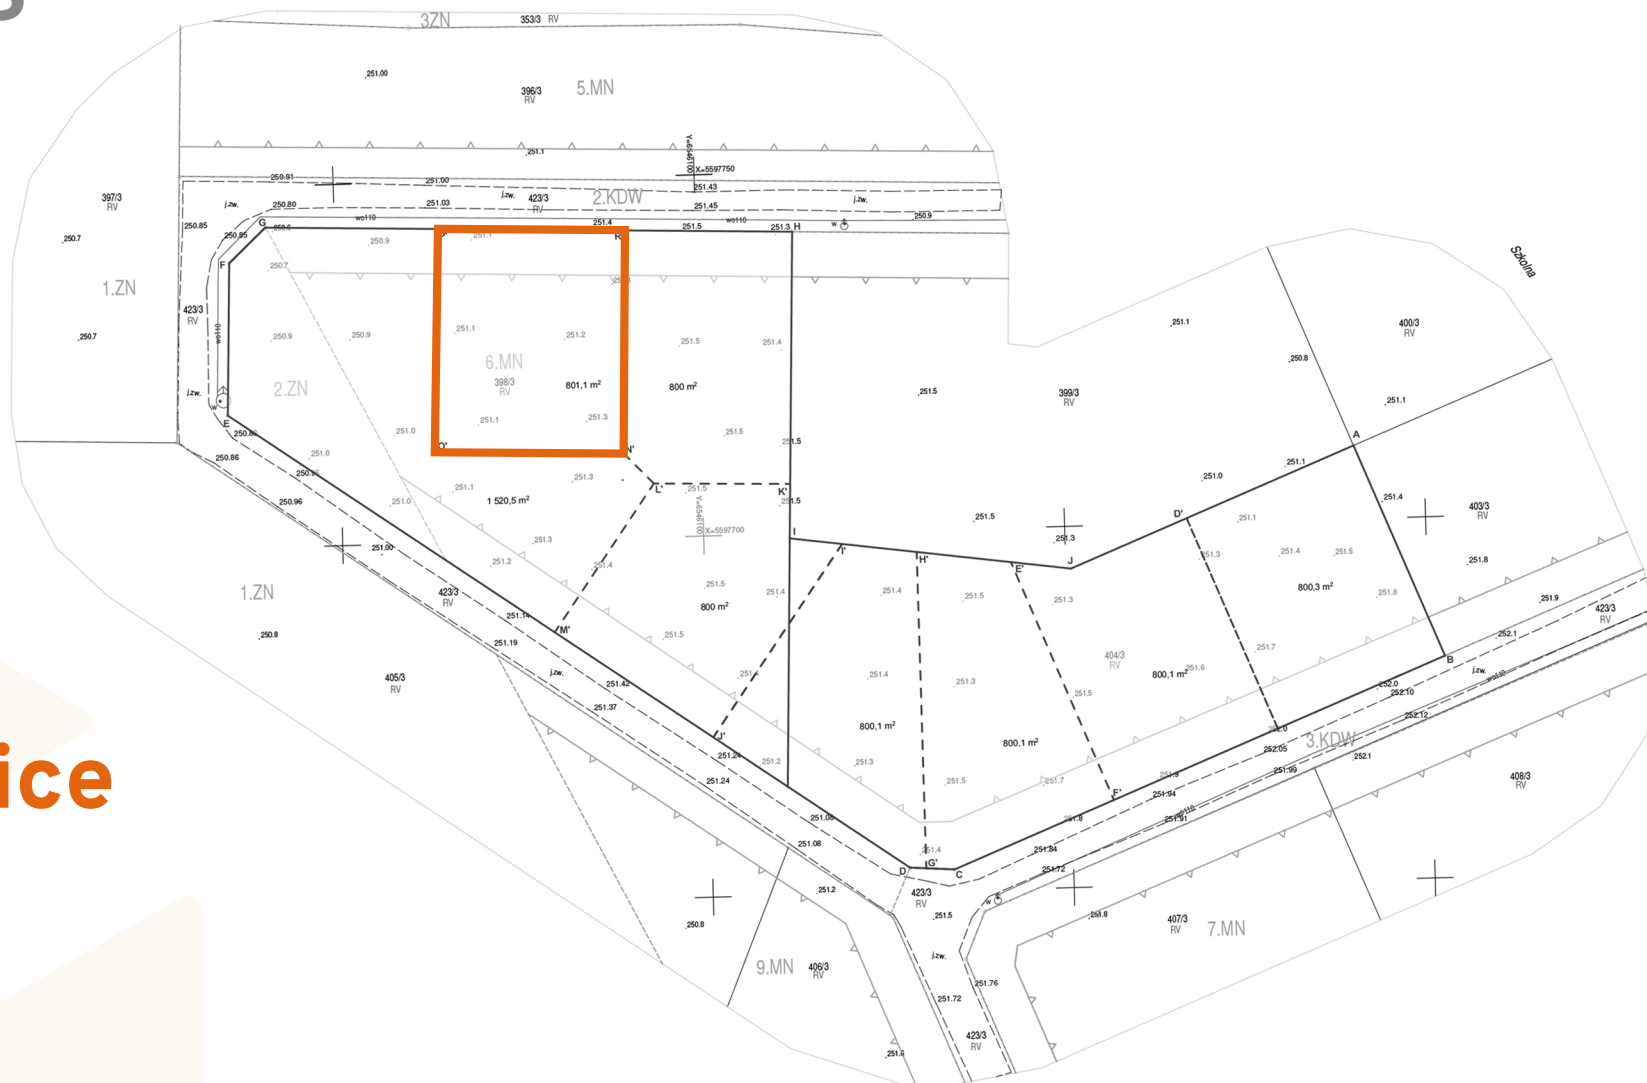 3ZN
353/3 RV
251.00
396/3
RV
5.MN
251.1
Y=6546100
X=5597750
250.91
251.00
251.43
397/3
RV
j.zw.
250.80
251.03
j.zw.
423/3
RV
2.KDW
251.45
j.zw.
250.9
250.85
G
wo110
251.4
wo110
251.5
251.3
H
w
250.85
250.9
251.1
R
250.7
F
250.7
Szkolna
1.ZN
423/3
RV
wo110
250.7
250.9
250.9
251.1
251.2
251.5
251.4
251.1
400/3
RV
250.8
6.MN
398/3
RV
801,1 m²
800 m²
2.ZN
j.zw.
w
E
251.5
399/3
RV
251.1
251.1
251.3
251.0
251.5
251.5
A
250.86
251.0
O'
N'
251.1
251.0
250.96
251.1
251.3
L'
251.5
K'
251.5
251.4
1 520,5 m²
251.0
Y=6546100
X=5597700
251.5
D'
251.1
403/3
RV
251.3
251.00
251.3
I
I'
H'
E'
J
251.3
251.4
251.5
251.2
251.4
251.5
251.4
251.4
251.5
251.3
800,3 m²
251.8
251.8
1.ZN
423/3
RV
251.14
M'
800 m²
251.9
423/3
RV
250.8
251.19
251.5
252.1
404/3
RV
251.7
B
405/3
RV
j.zw.
251.42
251.4
251.4
251.3
800,1 m²
251.6
251.5
252.0
252.10
j.zw.
wo110
251.37
J'
800,1 m²
800,1 m²
252.12
3.KDW
252.05
252.1
251.24
251.2
251.3
251.5
251.7
251.9
251.99
408/3
RV
ice
251.24
F'
251.94
wo110
251.91
251.08
251.8
251.08
251.4
251.84
D
G'
C
251.72
251.2
423/3
RV
w
250.8
251.5
251.8
407/3
RV
7.MN
j.zw.
9.MN
406/3
RV
251.76
251.72
423/3
RV
251.6